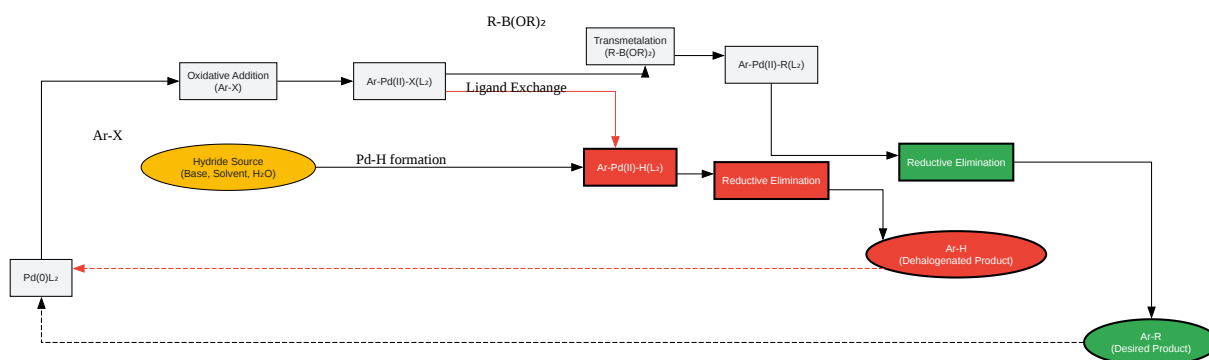 R-B(OR)₂
Transmetalation
(R-B(OR)₂)
Oxidative Addition
(Ar-X)
Ar-Pd(II)-X(L₂)
Ar-Pd(II)-R(L₂)
Ligand Exchange
Ar-X
Hydride Source
(Base, Solvent, H₂O)
Pd-H formation
Ar-Pd(II)-H(L₂)
Reductive Elimination
Reductive Elimination
Ar-H
(Dehalogenated Product)
Pd(0)L₂
Ar-R
(Desired Product)